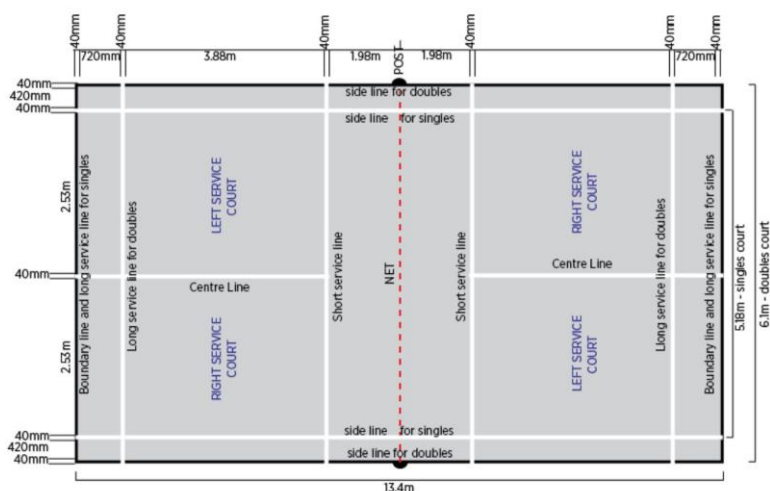 40mm
40mm
40mm
40mm
40mm
40mm
720mm
3.88m
1.98m
POST
1.98m
720mm
40mm
420mm
40mm
side line for doubles
side line for singles
2.53m
Boundary line and long service line for singles
Long service line for doubles
LEFT SERVICE
COURT
Short service line
NET
Short service line
RIGHT SERVICE
COURT
Llong service line for doubles
Boundary line and long service line for singles
5.18m - singles court
6.1m - doubles court
40mm
Centre Line
Centre Line
2.53m
RIGHT SERVICE
COURT
LEFT SERVICE
COURT
40mm
420mm
40mm
side line for singles
side line for doubles
13.4m